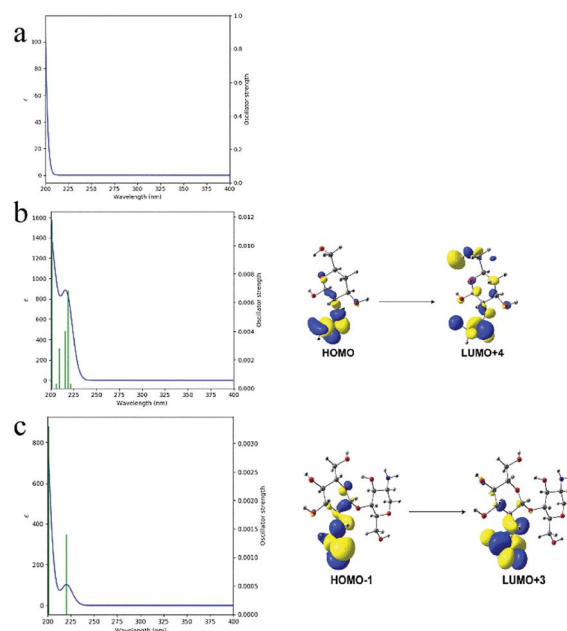 a
1.0
0.8
0.6
0.4
0.2
0.0
100
80
60
40
20
0
ε
Oscillator strength
200 225 250 275 300 325 350 375 400
Wavelength (nm)
b
1600
1400
1200
1000
800
600
400
200
0
ε
0.012
0.010
0.008
0.006
0.004
0.002
0.000
Oscillator strength
200 225 250 275 300 325 350 375 400
Wavelength (nm)
HOMO
LUMO+4
c
800
600
400
200
0
ε
0.0030
0.0025
0.0020
0.0015
0.0010
0.0005
0.0000
Oscillator strength
200 225 250 275 300 325 350 375 400
Wavelength (nm)
HOMO-1
LUMO+3